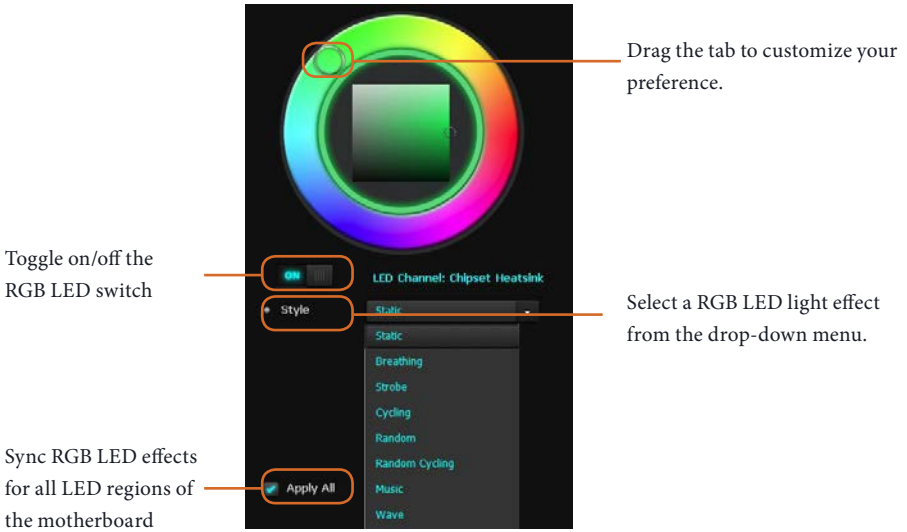 Drag the tab to customize your
preference.
Toggle on/off the
RGB LED switch
ON
LED Channel: Chipset Heatsink
Style
Static
Select a RGB LED light effect
from the drop-down menu.
Static
Breathing
Strobe
Cycling
Random
Random Cycling
Music
Wave
Sync RGB LED effects
for all LED regions of
the motherboard
Apply All